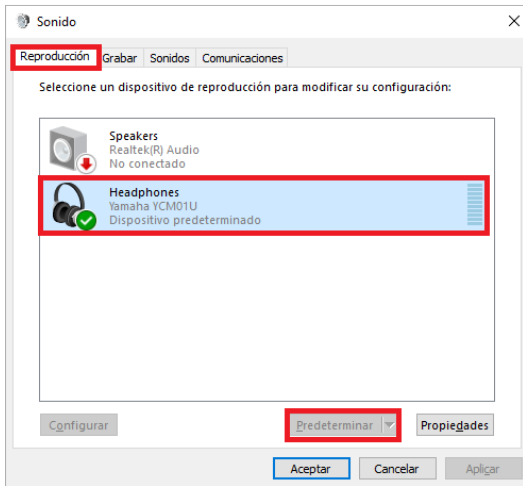 Sonido
Reproducción Grabar Sonidos Comunicaciones
Seleccione un dispositivo de reproducción para modificar su configuración:
Speakers
Realtek(R) Audio
No conectado
Headphones
Yamaha YCM01U
Dispositivo predeterminado
Configurar Predeterminar Propiedades
Aceptar Cancelar Aplicar